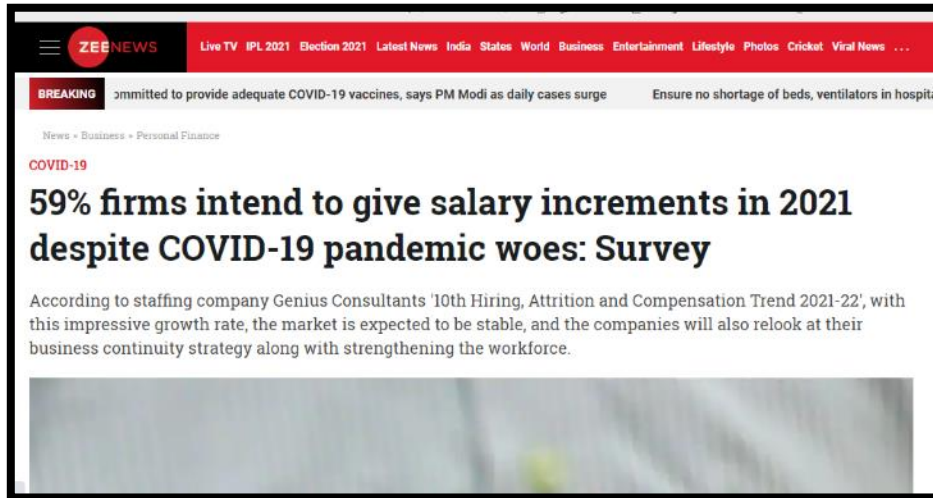 ZEENEWS
Live TV IPL 2021 Election 2021 Latest News India States World Business Entertainment Lifestyle Photos Cricket Viral News ...
BREAKING ommitted to provide adequate COVID-19 vaccines, says PM Modi as daily cases surge Ensure no shortage of beds, ventilators in hospita
News » Business » Personal Finance
COVID-19
59% firms intend to give salary increments in 2021
despite COVID-19 pandemic woes: Survey
According to staffing company Genius Consultants '10th Hiring, Attrition and Compensation Trend 2021-22', with
this impressive growth rate, the market is expected to be stable, and the companies will also relook at their
business continuity strategy along with strengthening the workforce.